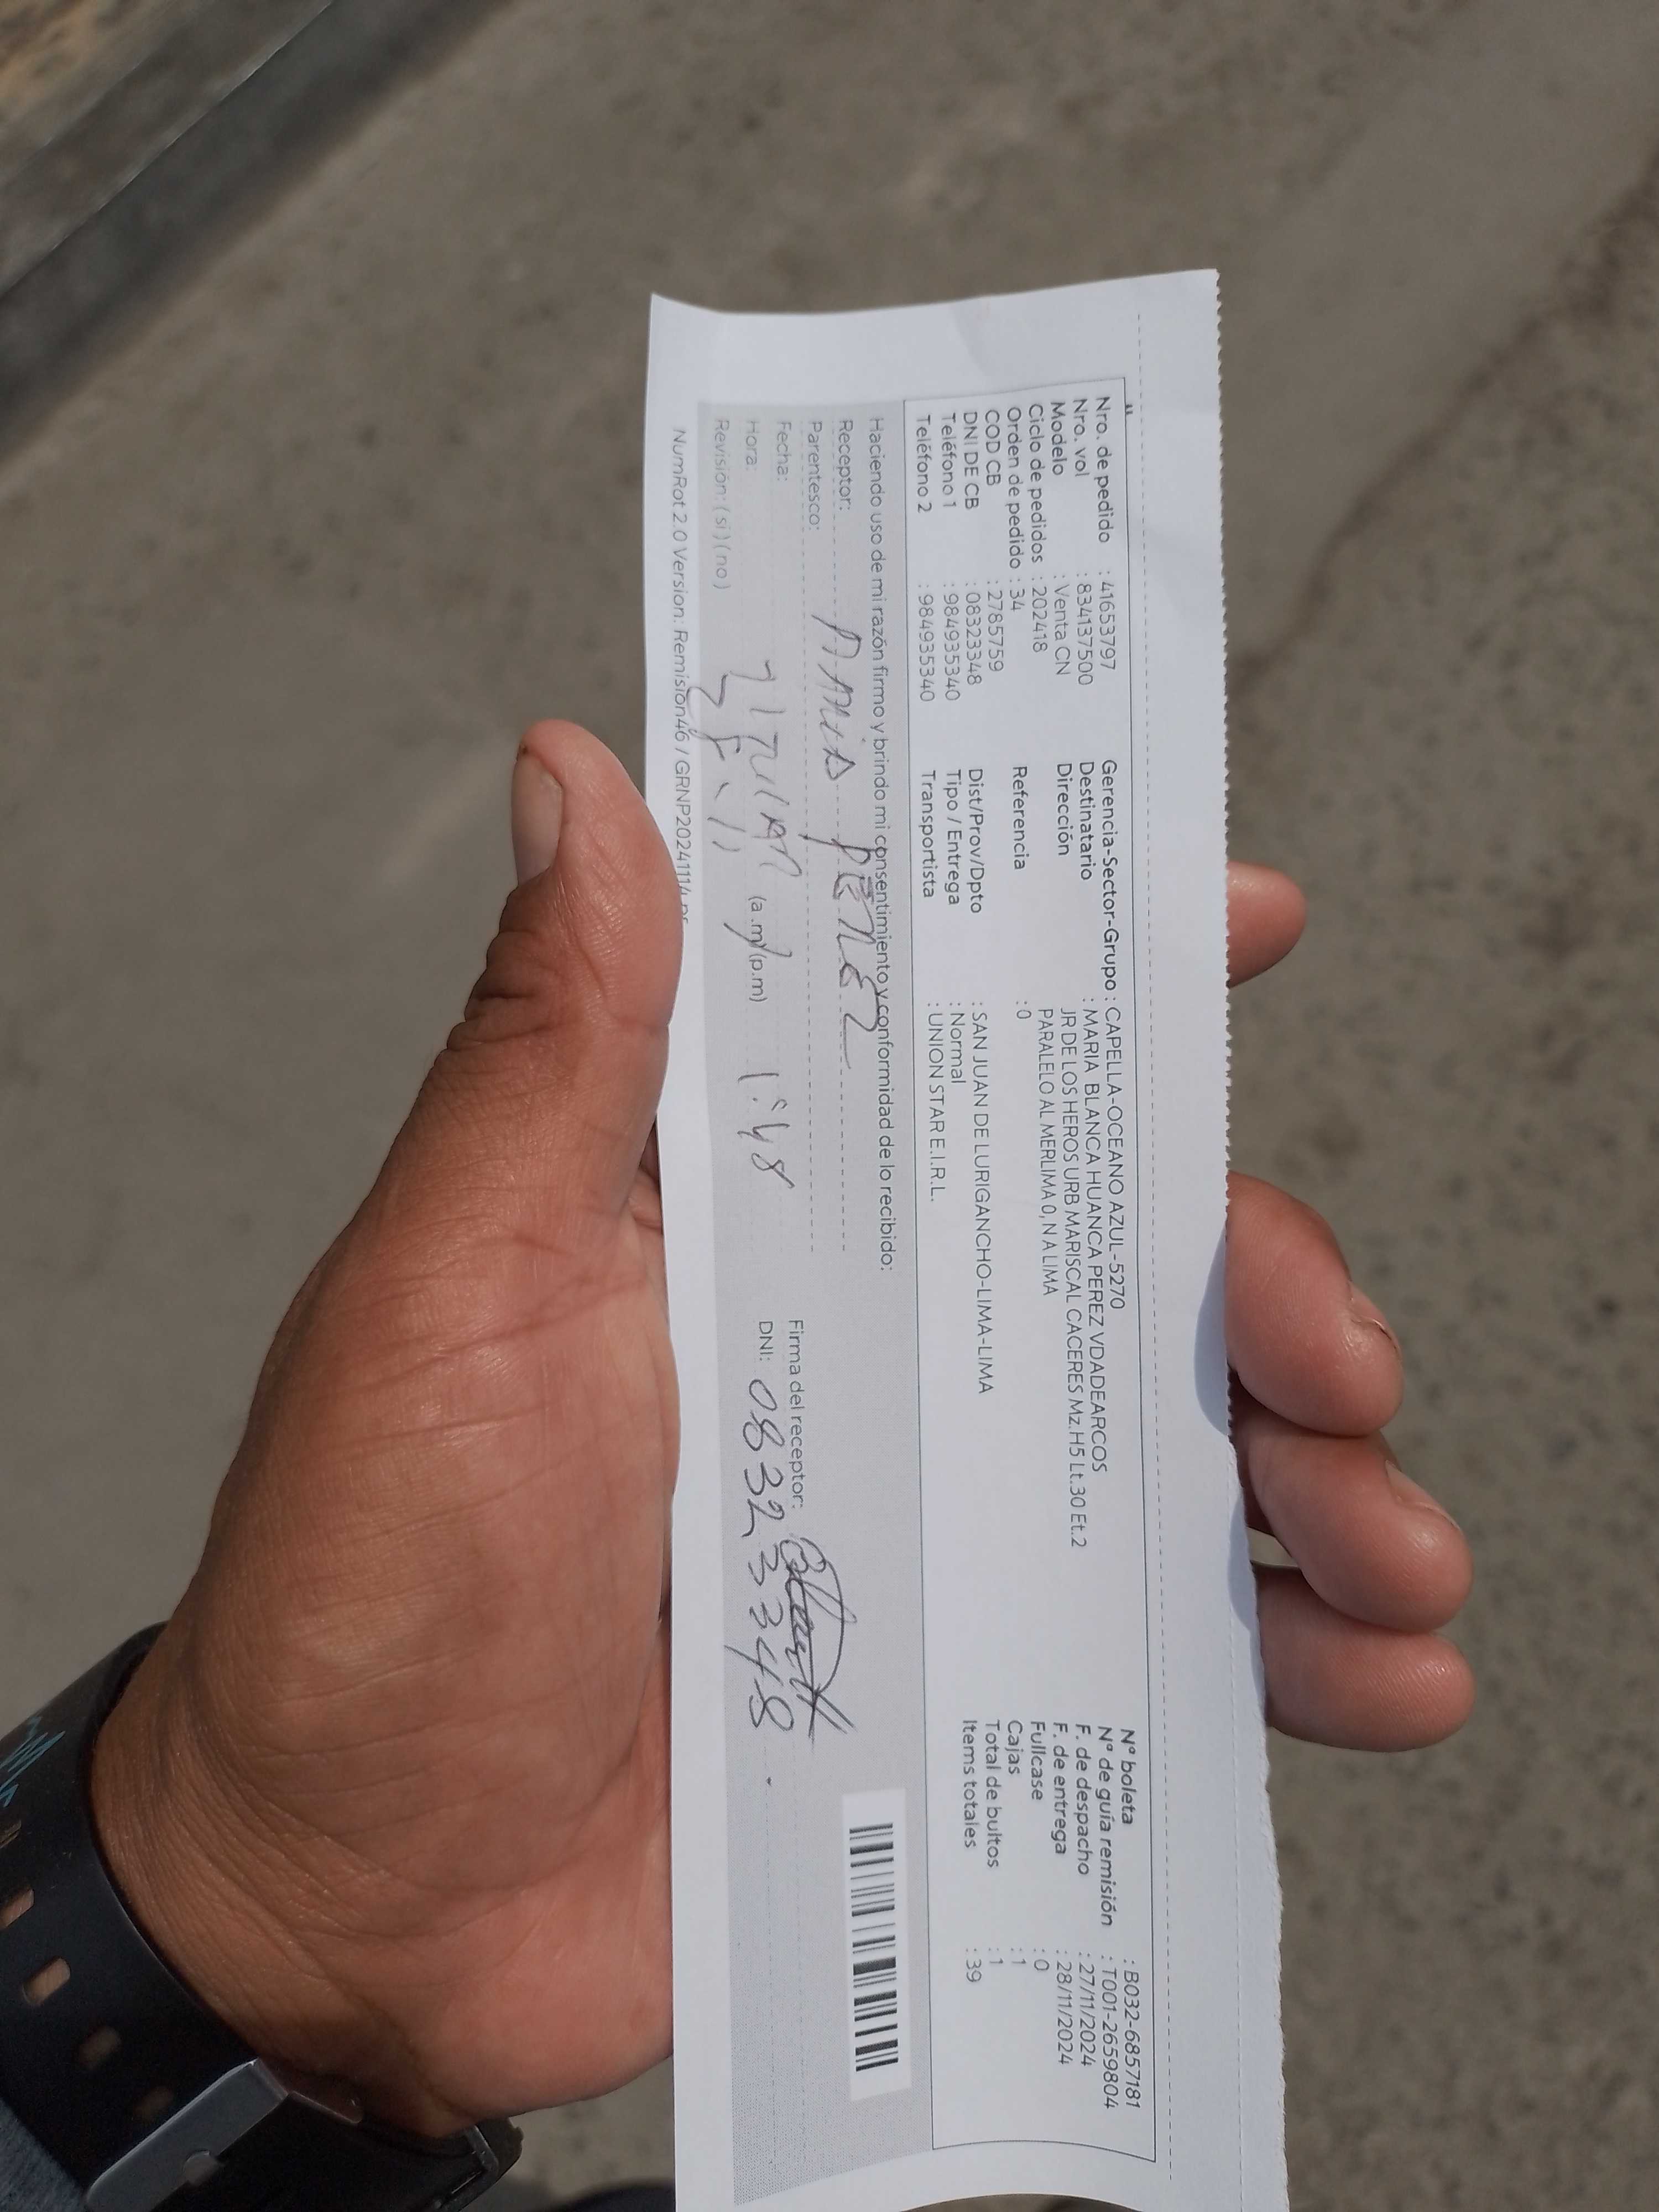 Nro. de pedido : 41653797
Nro. vol : 834137500
Modelo : Venta CN
Ciclo de pedidos : 202418
Orden de pedido : 34
COD CB : 2785759
DNI DE CB : 08323348
Teléfono 1 : 984935340
Teléfono 2 : 984935340
Gerencia-Sector-Grupo : CAPELLA-OCEANO AZUL-5270
Destinatario : MARIA BLANCA HUANCA PEREZ VDADEARCOS
Dirección JR DE LOS HEROS URB MARISCAL CACERES Mz.H5 Lt.30 Et.2
PARALELO AL MERLIMA 0, N A LIMA
Referencia : 0
Dist/Prov/Dpto : SAN JUAN DE LURIGANCHO-LIMA-LIMA
Tipo / Entrega : Normal
Transportista : UNION STAR E.I.R.L.
N° boleta : B032-6857181
N° de guía remisión : T001-2659804
F. de despacho : 27/11/2024
F. de entrega : 28/11/2024
Fullcase : 0
Cajas : 1
Total de bultos : 1
Items totales : 39
Haciendo uso de mi razón firmo y brindo mi consentimiento y conformidad de lo recibido:
Receptor: PEREZ
Parentesco:
Fecha:
Hora: (a.m)(p.m) 1:48
Revisión: (si)(no)
Firma del receptor:
DNI: 08323348
NumRot 2.0 Version: Remision46 / GRNP20241114